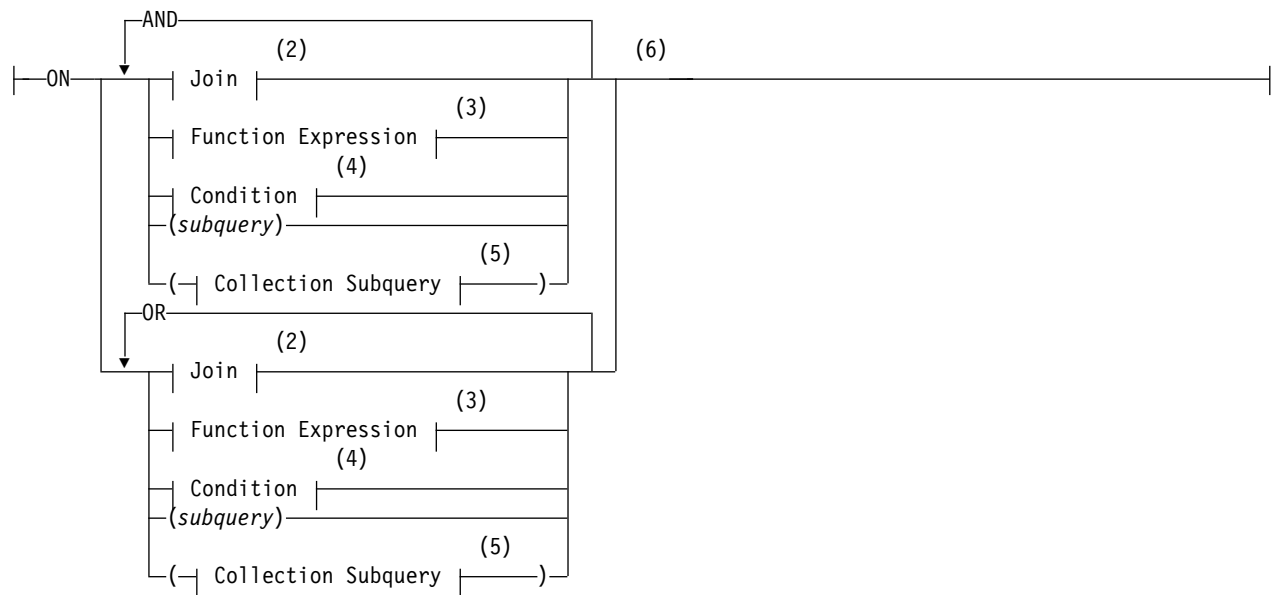 AND
(2) (6)
ON Join
(3)
Function Expression
(4)
Condition
(subquery)
(5)
( Collection Subquery )
OR
(2)
Join
(3)
Function Expression
(4)
Condition
(subquery)
(5)
( Collection Subquery )